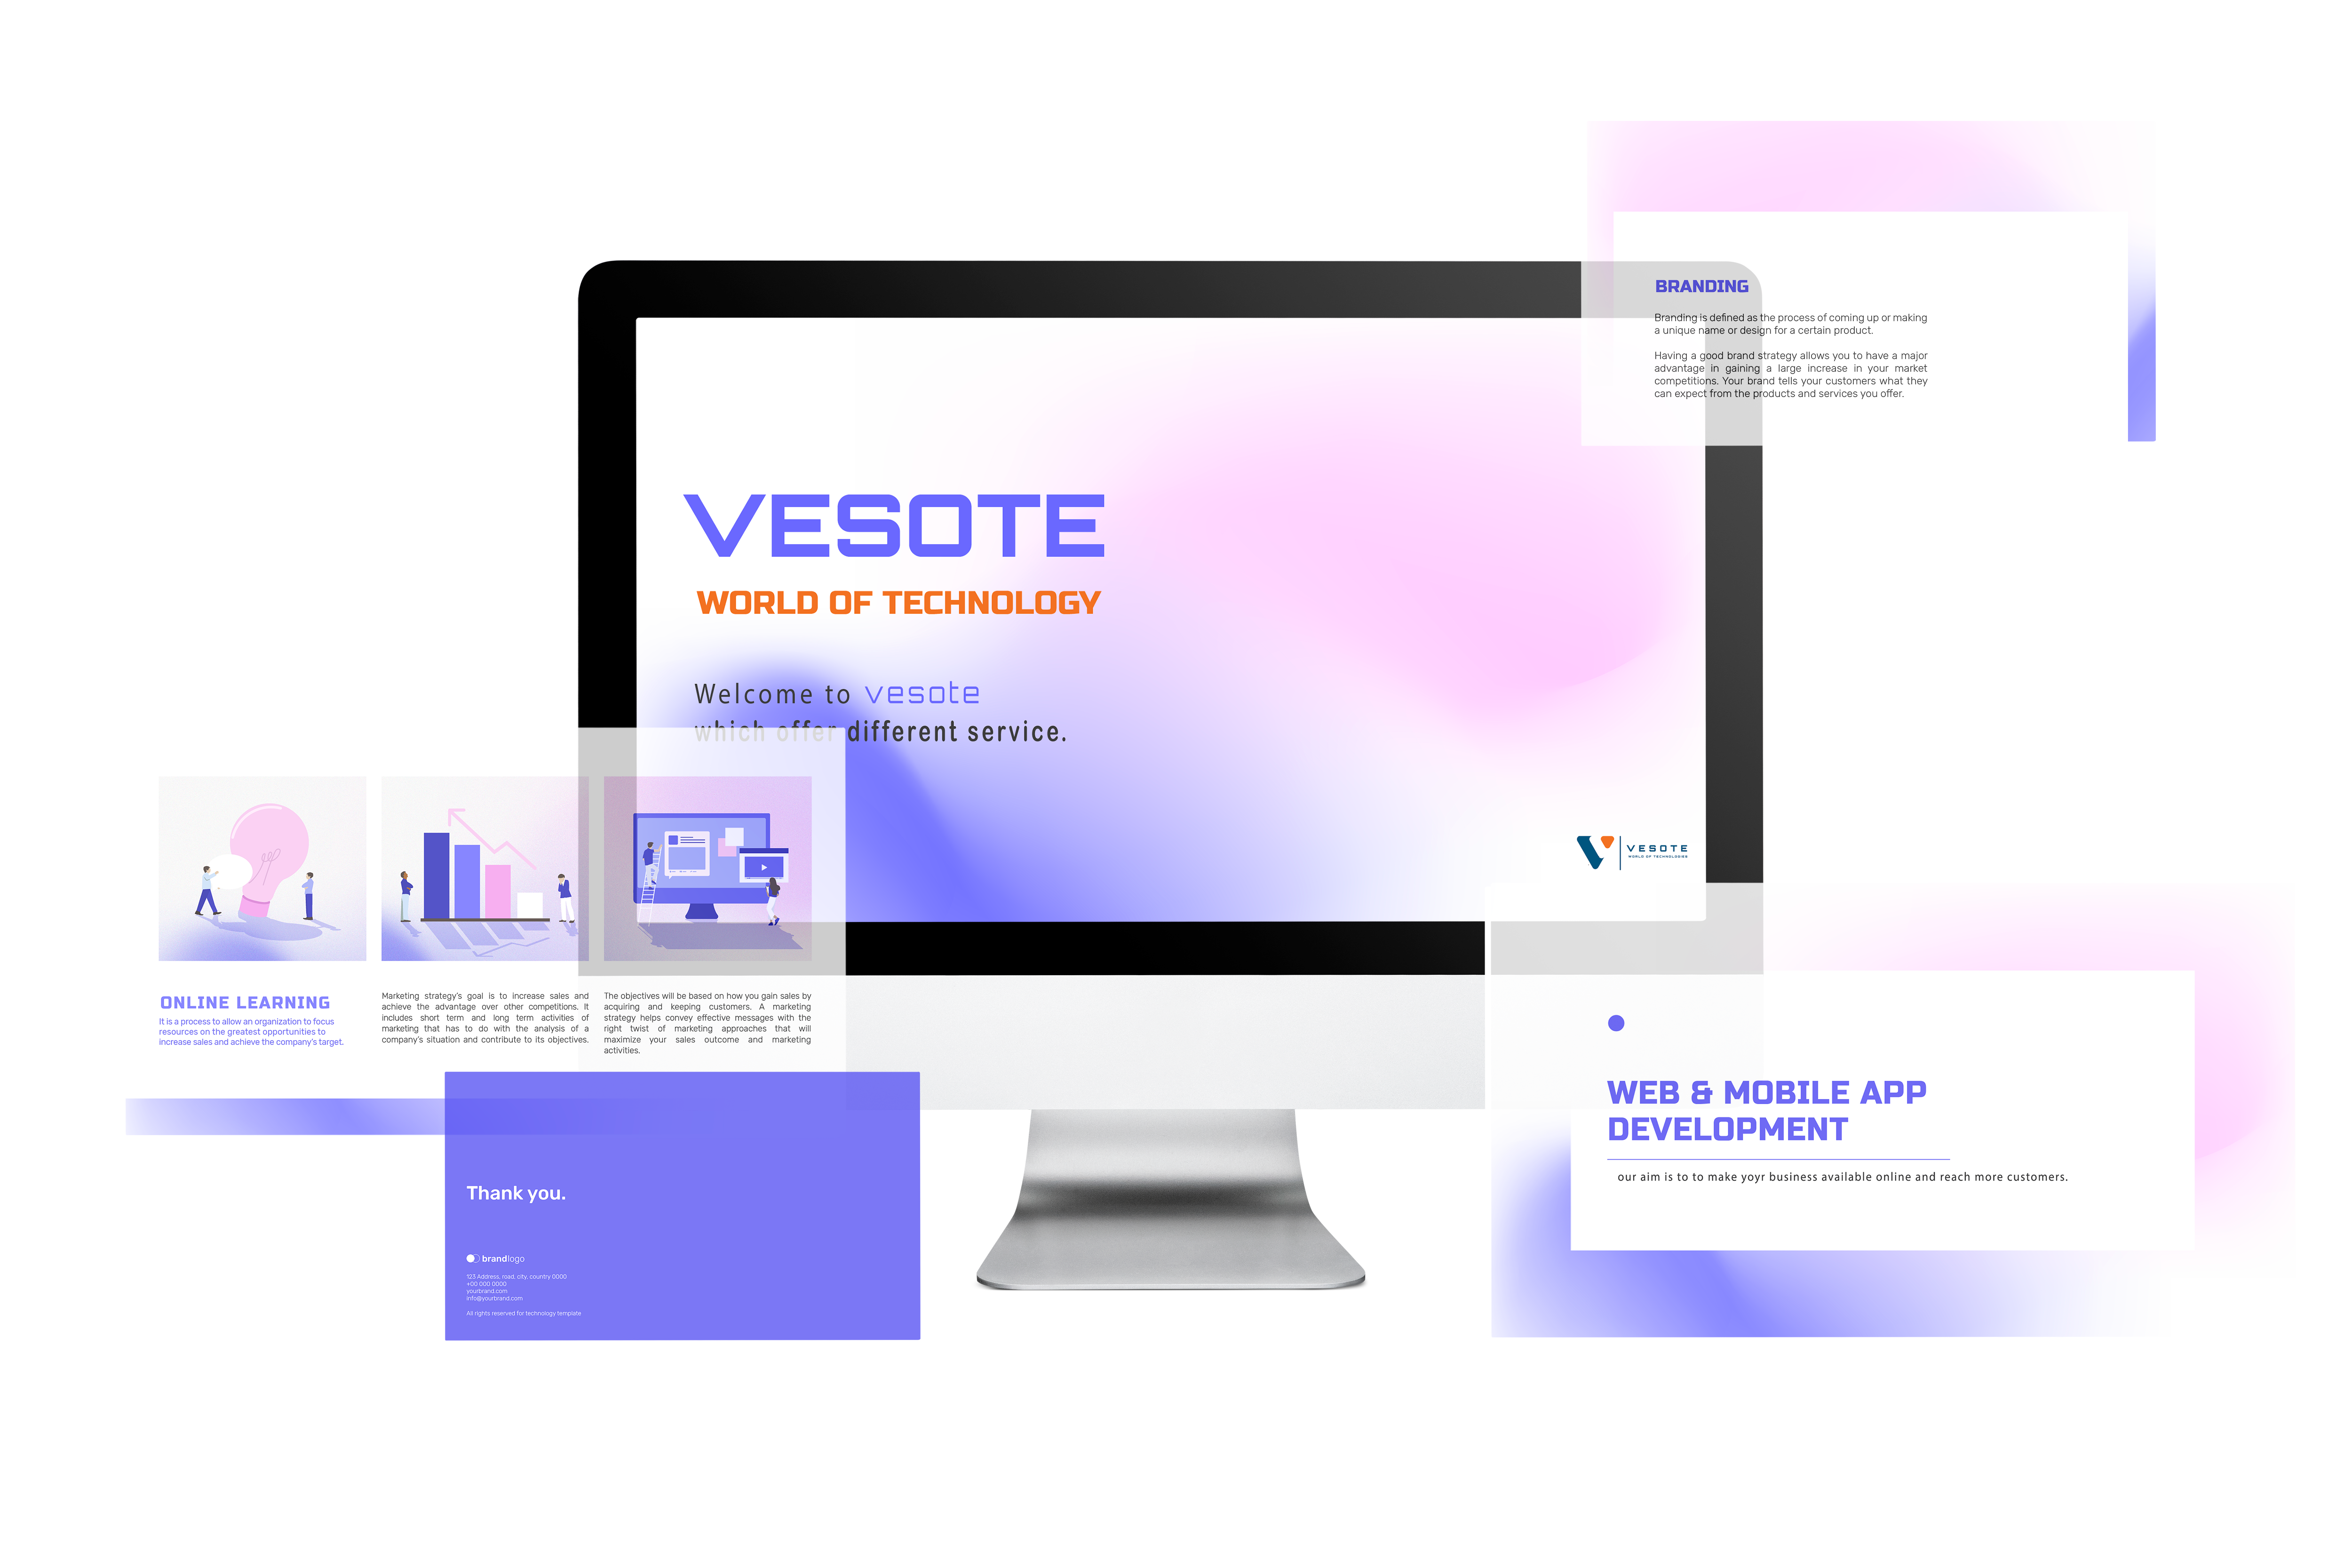 BRANDING
Branding is defined as the process of coming up or making
a unique name or design for a certain product.
Having a good brand strategy allows you to have a major
advantage in gaining a large increase in your market
competitions. Your brand tells your customers what they
can expect from the products and services you offer.
VESOTE
WORLD OF TECHNOLOGY
Welcome to vesote
which offer different service.
VESOTE
WORLD OF TECHNOLOGIES
ONLINE LEARNING
It is a process to allow an organization to focus
resources on the greatest opportunities to
increase sales and achieve the company's target.
Marketing strategy's goal is to increase sales and
achieve the advantage over other competitions. It
includes short term and long term activities of
marketing that has to do with the analysis of a
company's situation and contribute to its objectives.
The objectives will be based on how you gain sales by
acquiring and keeping customers. A marketing
strategy helps convey effective messages with the
right twist of marketing approaches that will
maximize your sales outcome and marketing
activities.
WEB & MOBILE APP
DEVELOPMENT
our aim is to to make yoyr business available online and reach more customers.
Thank you.
brandlogo
123 Address, road, city, country 0000
+00 000 0000
yourbrand.com
info@yourbrand.com
All rights reserved for technology template